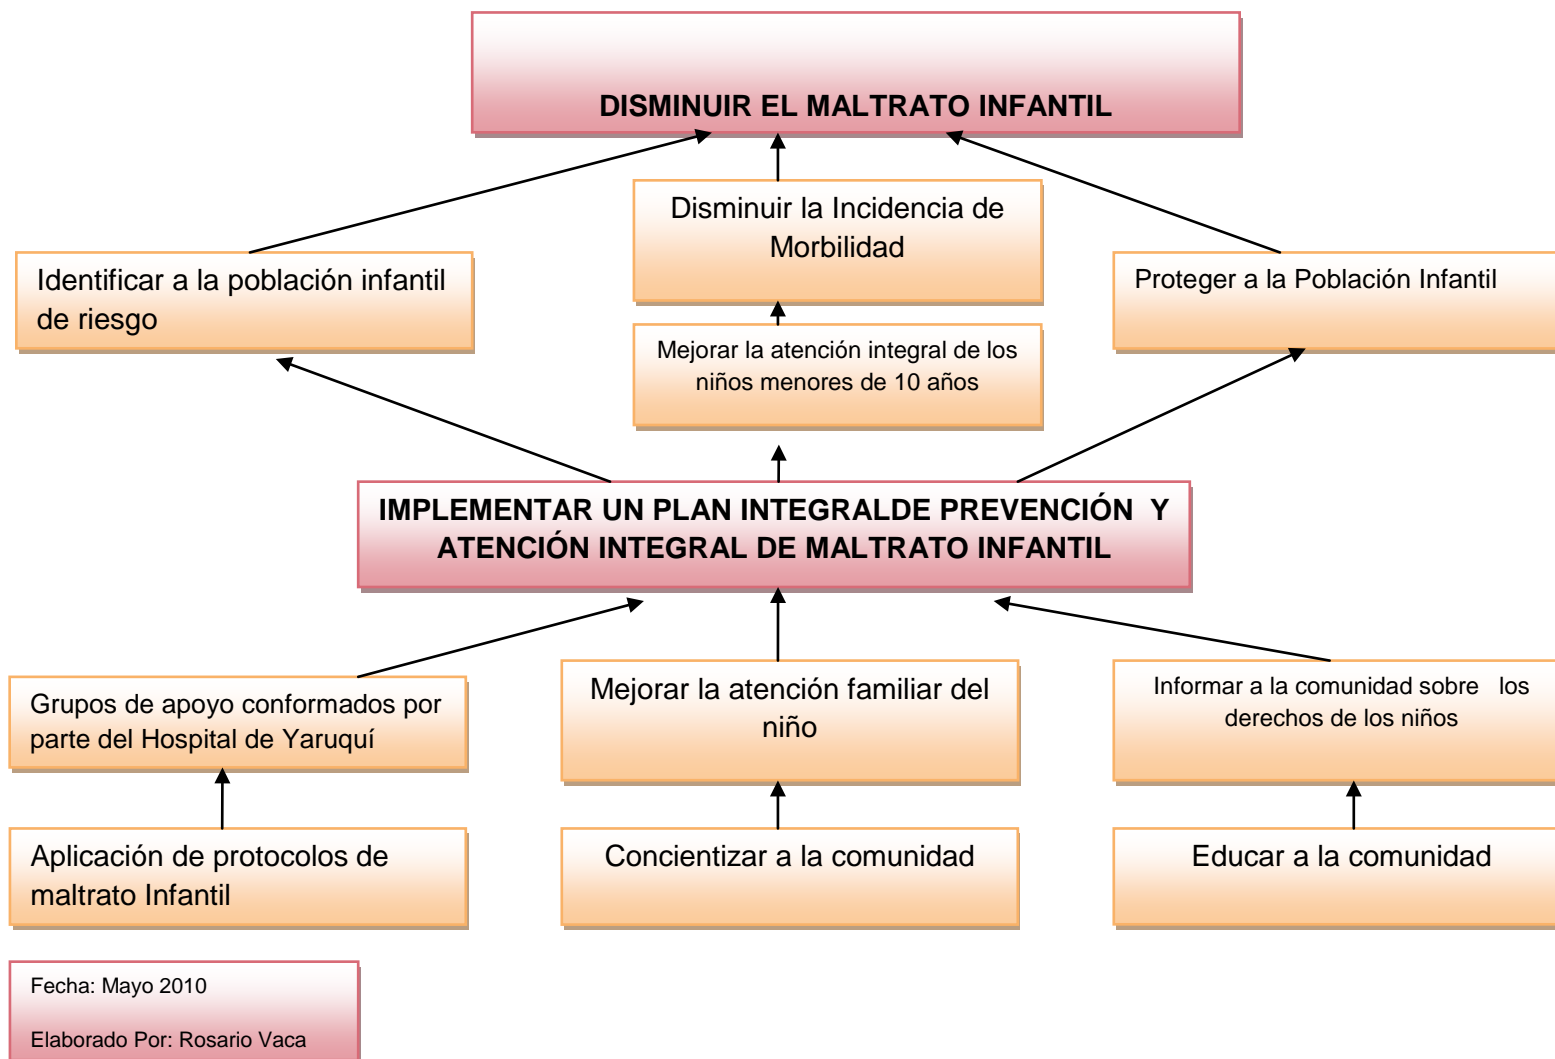 DISMINUIR EL MALTRATO INFANTIL
Disminuir la Incidencia de
Morbilidad
Identificar a la población infantil
de riesgo
Proteger a la Población Infantil
Mejorar la atención integral de los
niños menores de 10 años
IMPLEMENTAR UN PLAN INTEGRALDE PREVENCIÓN  Y
ATENCIÓN INTEGRAL DE MALTRATO INFANTIL
Grupos de apoyo conformados por
parte del Hospital de Yaruquí
Mejorar la atención familiar del
niño
Informar a la comunidad sobre   los
derechos de los niños
Aplicación de protocolos de
maltrato Infantil
Concientizar a la comunidad
Educar a la comunidad
Fecha: Mayo 2010
Elaborado Por: Rosario Vaca